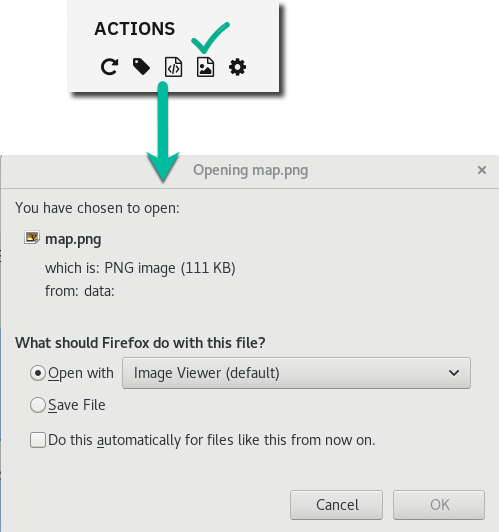 ACTIONS
Opening map.png
You have chosen to open:
map.png
which is: PNG image (111 KB)
from: data:
What should Firefox do with this file?
Open with Image Viewer (default)
Save File
Do this automatically for files like this from now on.
Cancel OK